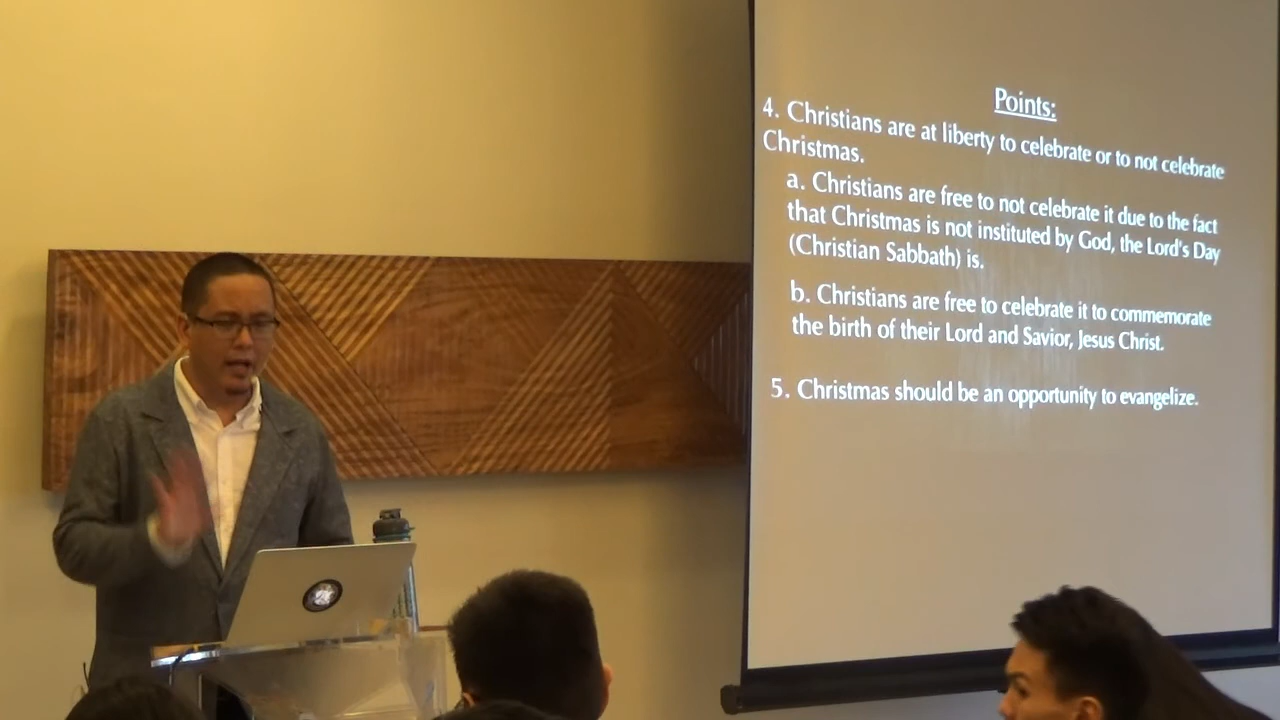 Points:
4. Christians are at liberty to celebrate or to not celebrate
Christmas.
a. Christians are free to not celebrate it due to the fact
that Christmas is not instituted by God, the Lord's Day
(Christian Sabbath) is.
b. Christians are free to celebrate it to commemorate
the birth of their Lord and Savior, Jesus Christ.
5. Christmas should be an opportunity to evangelize.